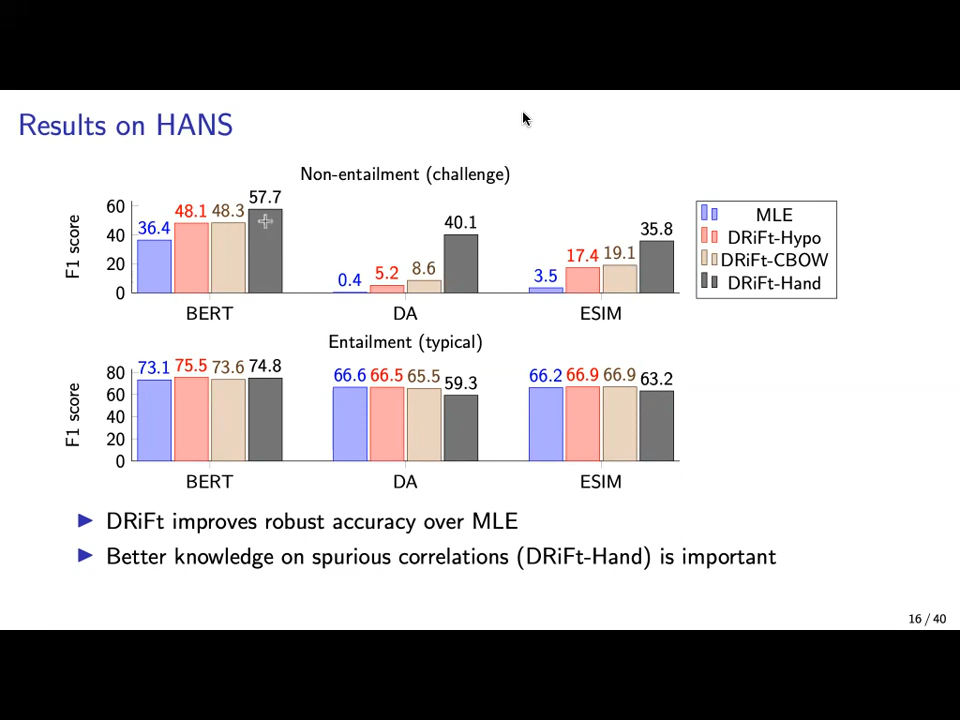 Results on HANS
Non-entailment (challenge)
F1 score
60
40
20
0
36.4 48.1 48.3 57.7
0.4 5.2 8.6 40.1
3.5 17.4 19.1 35.8
BERT DA ESIM
MLE
DRiFt-Hypo
DRiFt-CBOW
DRiFt-Hand
Entailment (typical)
F1 score
80
60
40
20
0
73.1 75.5 73.6 74.8
66.6 66.5 65.5 59.3
66.2 66.9 66.9 63.2
BERT DA ESIM
DRiFt improves robust accuracy over MLE
Better knowledge on spurious correlations (DRiFt-Hand) is important
16 / 40